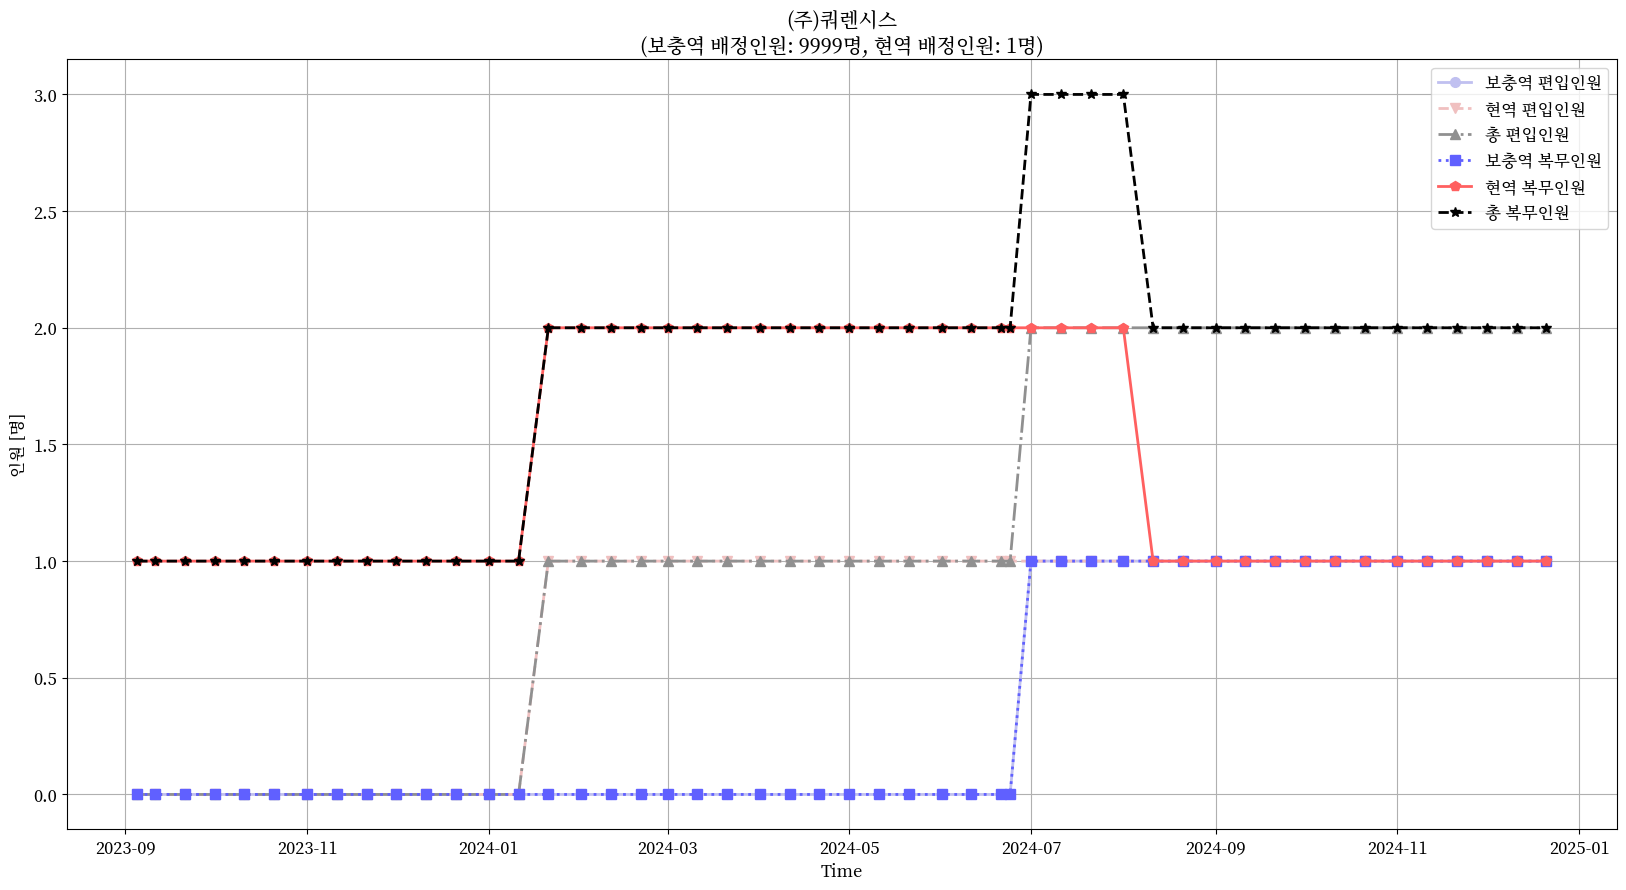 (주)쿼렌시스
(보충역 배정인원: 9999명, 현역 배정인원: 1명)
보충역 편입인원
현역 편입인원
총 편입인원
보충역 복무인원
현역 복무인원
총 복무인원
인원 [명]
3.0
2.5
2.0
1.5
1.0
0.5
0.0
2023-09 2023-11 2024-01 2024-03 2024-05 2024-07 2024-09 2024-11 2025-01
Time